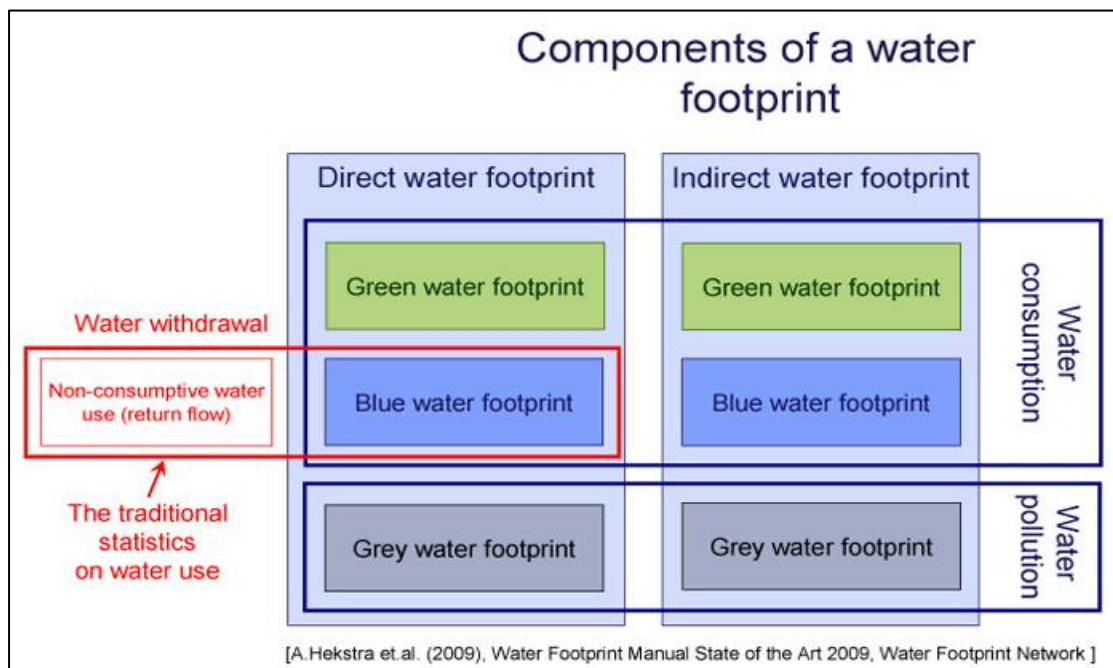 Components of a water
footprint
Direct water footprint
Indirect water footprint
Green water footprint
Green water footprint
Water
consumption
Water withdrawal
Non-consumptive water
use (return flow)
Blue water footprint
Blue water footprint
The traditional
statistics
on water use
Grey water footprint
Grey water footprint
Water
pollution
[A.Hekstra et.al. (2009), Water Footprint Manual State of the Art 2009, Water Footprint Network ]